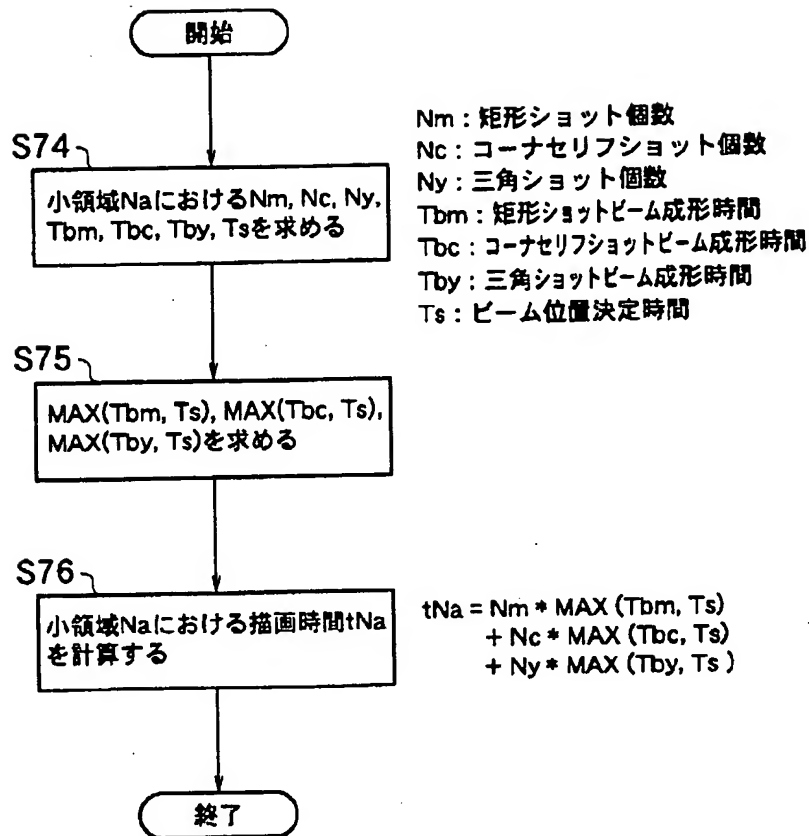 開始
S74
小領域NaにおけるNm, Nc, Ny,
Tbm, Tbc, Tby, Tsを求める
Nm : 矩形ショット個数
Nc : コーナセリフショット個数
Ny : 三角ショット個数
Tbm : 矩形ショットビーム成形時間
Tbc : コーナセリフショットビーム成形時間
Tby : 三角ショットビーム成形時間
Ts : ビーム位置決定時間
S75
MAX(Tbm, Ts), MAX(Tbc, Ts),
MAX(Tby, Ts)を求める
S76
小領域Naにおける描画時間tNa
を計算する
tNa = Nm * MAX (Tbm, Ts)
+ Nc * MAX (Tbc, Ts)
+ Ny * MAX (Tby, Ts )
終了